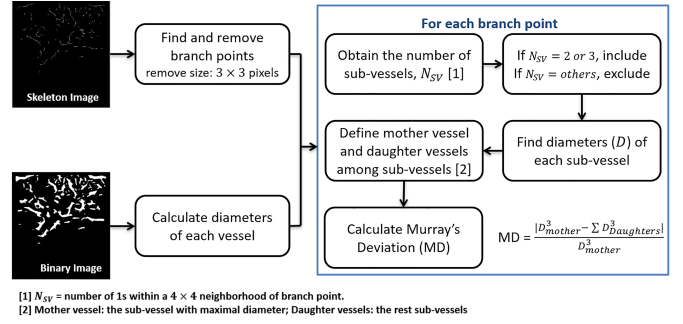 For each branch point
Find and remove
branch points
remove size: 3 × 3 pixels
Skeleton Image
Obtain the number of
sub-vessels, N_SV [1]
If N_SV = 2 or 3, include
If N_SV = others, exclude
Define mother vessel
and daughter vessels
among sub-vessels [2]
Find diameters (D) of
each sub-vessel
Calculate diameters
of each vessel
Binary Image
Calculate Murray's
Deviation (MD)
MD = |D³_mother − ∑ D³_Daughters| / D³_mother
[1] N_SV = number of 1s within a 4 × 4 neighborhood of branch point.
[2] Mother vessel: the sub-vessel with maximal diameter; Daughter vessels: the rest sub-vessels